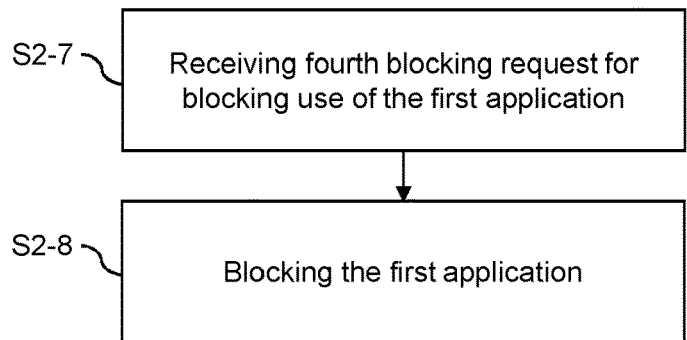 S2-7
Receiving fourth blocking request for
blocking use of the first application
S2-8
Blocking the first application